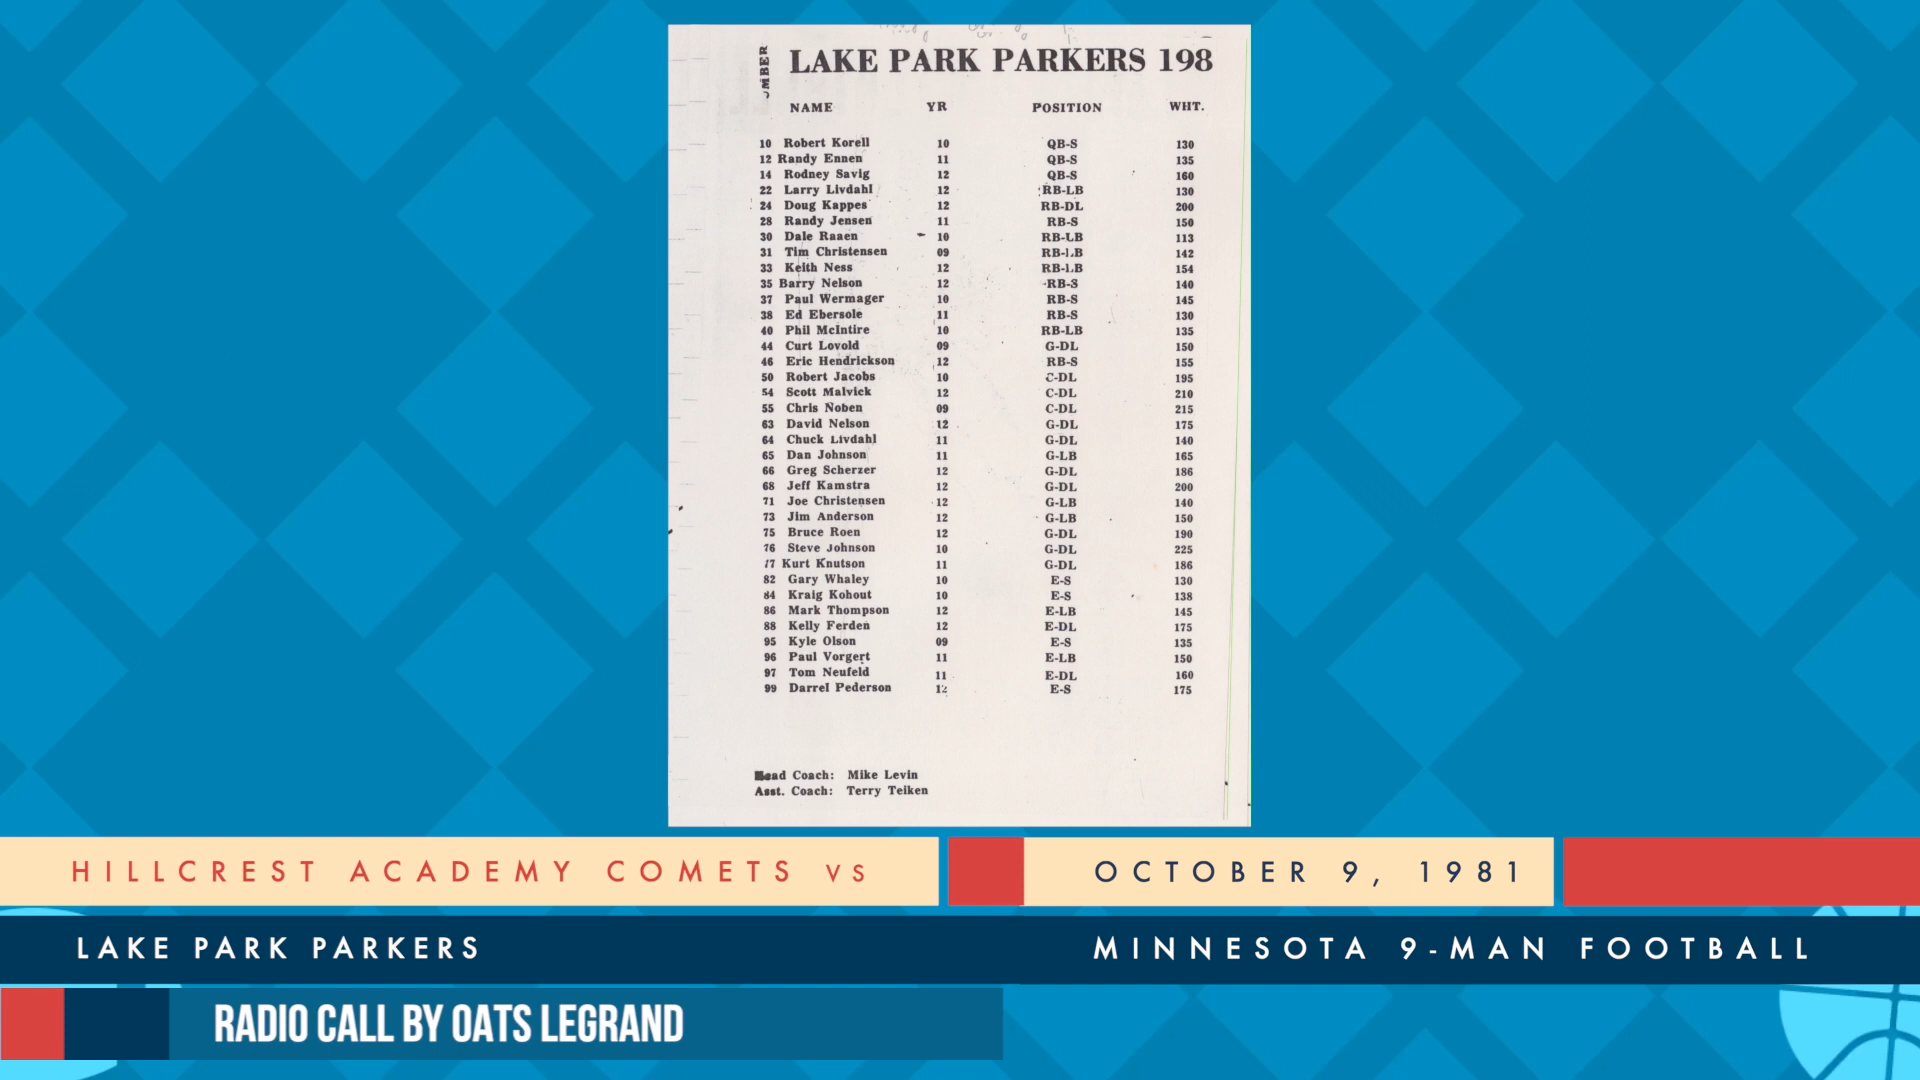 LAKE PARK PARKERS 198
NAME YR POSITION WHT.
10 Robert Korell 10 QB-S 130
12 Randy Ennen 11 QB-S 135
14 Rodney Savig 12 QB-S 160
22 Larry Livdahl 12 RB-LB 130
24 Doug Kappes 12 RB-DL 200
28 Randy Jensen 11 RB-S 150
30 Dale Raaen 10 RB-LB 113
31 Tim Christensen 09 RB-LB 142
33 Keith Ness 12 RB-LB 154
35 Barry Nelson 12 RB-S 140
37 Paul Wermager 10 RB-S 145
38 Ed Ebersole 11 RB-S 130
40 Phil McIntire 10 RB-LB 135
44 Curt Lovold 09 G-DL 150
46 Eric Hendrickson 12 RB-S 155
50 Robert Jacobs 10 C-DL 195
54 Scott Malvick 12 C-DL 210
55 Chris Noben 09 C-DL 215
63 David Nelson 12 G-DL 175
64 Chuck Livdahl 11 G-DL 140
65 Dan Johnson 11 G-LB 165
66 Greg Scherzer 12 G-DL 186
68 Jeff Kamstra 12 G-DL 200
71 Joe Christensen 12 G-LB 140
73 Jim Anderson 12 G-LB 150
75 Bruce Roen 12 G-DL 190
76 Steve Johnson 10 G-DL 225
77 Kurt Knutson 11 G-DL 186
82 Gary Whaley 10 E-S 130
84 Kraig Kohout 10 E-S 138
86 Mark Thompson 12 E-LB 145
88 Kelly Ferden 12 E-DL 175
95 Kyle Olson 09 E-S 135
96 Paul Vorgert 11 E-LB 150
97 Tom Neufeld 11 E-DL 160
99 Darrel Pederson 12 E-S 175
Head Coach: Mike Levin
Asst. Coach: Terry Teiken
HILLCREST ACADEMY COMETS VS
OCTOBER 9, 1981
LAKE PARK PARKERS
MINNESOTA 9-MAN FOOTBALL
RADIO CALL BY OATS LEGRAND